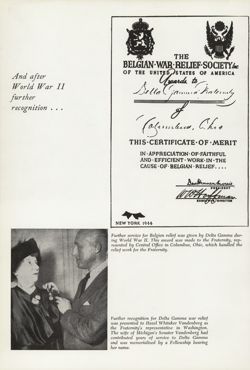 And after
World War II
further
recognition . . .
THE
BELGIAN·WAR·RELIEF·SOCIETY Inc
OF THE UNITED STATES OF AMERICA
Awards to
Delta Gamma Fraternity
of
Columbus, Ohio
THIS·CERTIFICATE·OF·MERIT
IN·APPRECIATION·OF·FAITHFUL
AND·EFFICIENT·WORK·IN·THE
CAUSE·OF·BELGIAN·RELIEF....
PRESIDENT
NEW YORK 1946
Further service for Belgian relief was given by Delta Gamma dur-
ing World War II. This award was made to the Fraternity, rep-
resented by Central Office in Columbus, Ohio, which handled the
relief work for the Fraternity.
Further recognition for Delta Gamma war relief
was presented to Hazel Whitaker Vandenberg as
the Fraternity's representative in Washington.
The wife of Michigan's Senator Vandenberg had
contributed years of service to Delta Gamma
and was memorialized by a Fellowship bearing
her name.